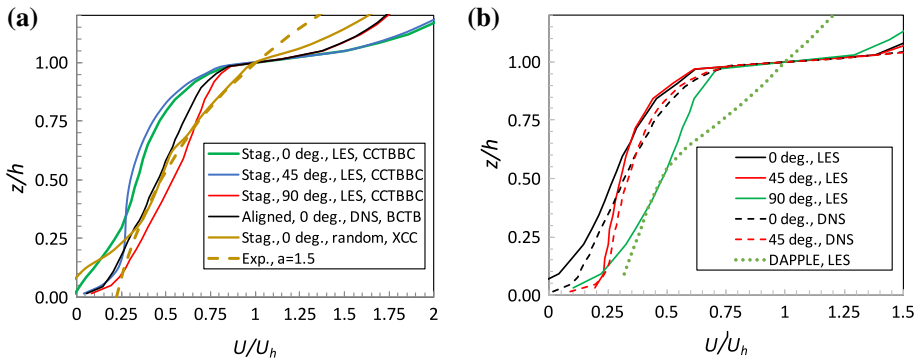 (a)
z/h
1.00
0.75
0.50
0.25
0.00
Stag., 0 deg., LES, CCTBBC
Stag., 45 deg., LES, CCTBBC
Stag., 90 deg., LES, CCTBBC
Aligned, 0 deg., DNS, BCTB
Stag., 0 deg., random, XCC
Exp., a=1.5
0 0.25 0.5 0.75 1 1.25 1.5 1.75 2
U/Uh
(b)
z/h
1.00
0.75
0.50
0.25
0.00
0 deg., LES
45 deg., LES
90 deg., LES
0 deg., DNS
45 deg., DNS
DAPPLE, LES
0 0.25 0.5 0.75 1 1.25 1.5
U/Uh